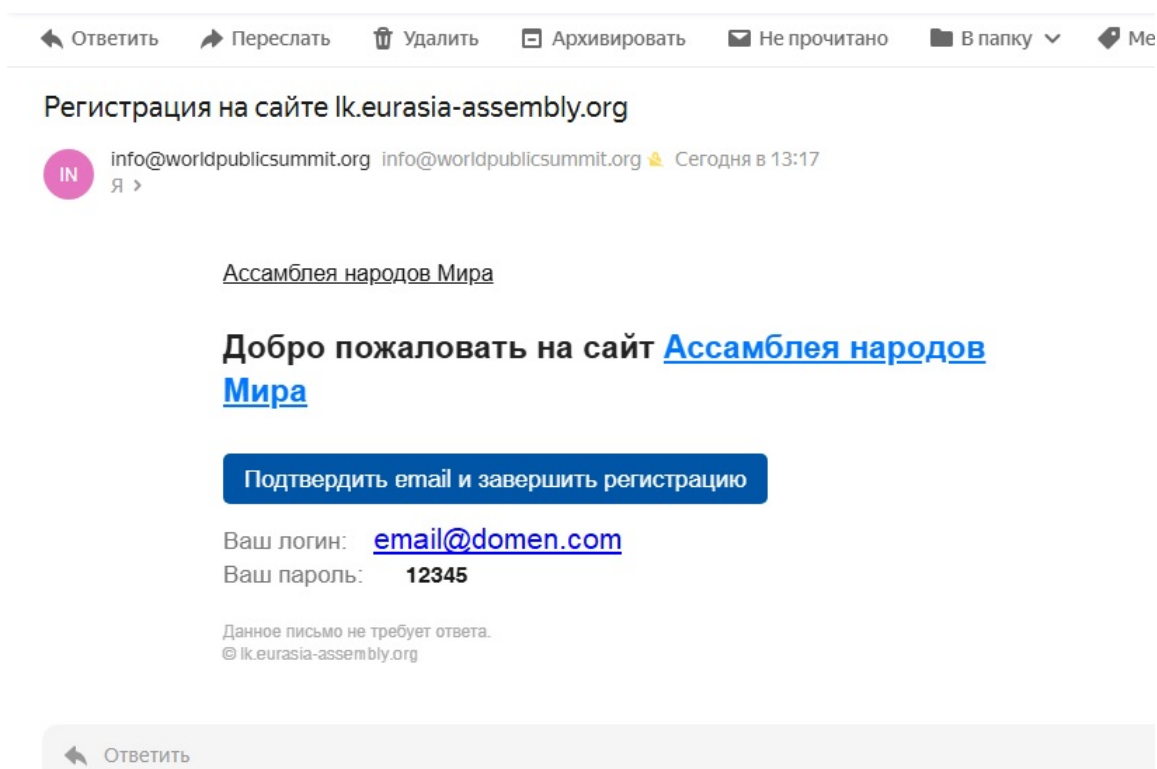 Ответить Переслать Удалить Архивировать Не прочитано В папку Ме
Регистрация на сайте lk.eurasia-assembly.org
IN info@worldpublicsummit.org info@worldpublicsummit.org Сегодня в 13:17
Я >
Ассамблея народов Мира
Добро пожаловать на сайт Ассамблея народов
Мира
Подтвердить email и завершить регистрацию
Ваш логин: email@domen.com
Ваш пароль: 12345
Данное письмо не требует ответа.
© lk.eurasia-assembly.org
Ответить